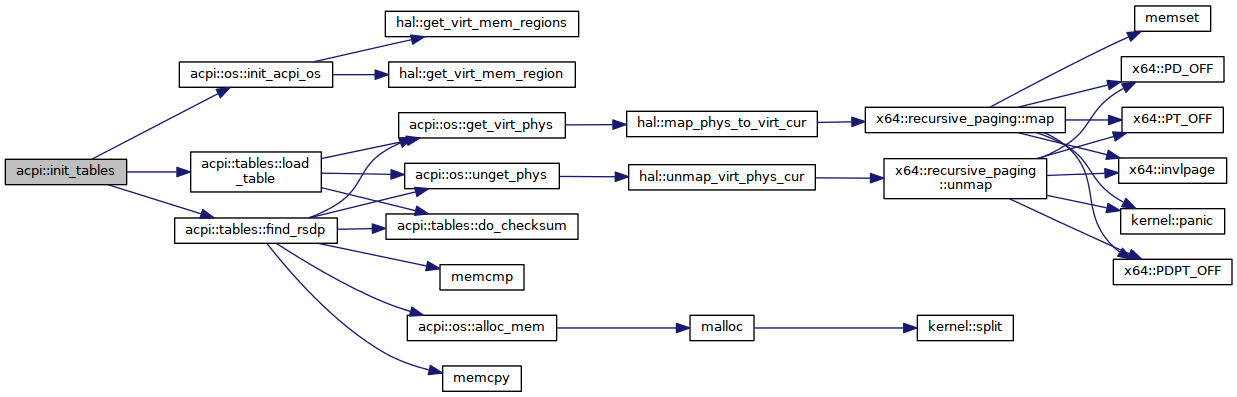 acpi::init_tables
acpi::os::init_acpi_os
acpi::tables::load
_table
acpi::tables::find_rsdp
hal::get_virt_mem_regions
hal::get_virt_mem_region
acpi::os::get_virt_phys
acpi::os::unget_phys
acpi::tables::do_checksum
memcmp
acpi::os::alloc_mem
memcpy
hal::map_phys_to_virt_cur
hal::unmap_virt_phys_cur
malloc
x64::recursive_paging::map
x64::recursive_paging
::unmap
kernel::split
memset
x64::PD_OFF
x64::PT_OFF
x64::invlpage
kernel::panic
x64::PDPT_OFF